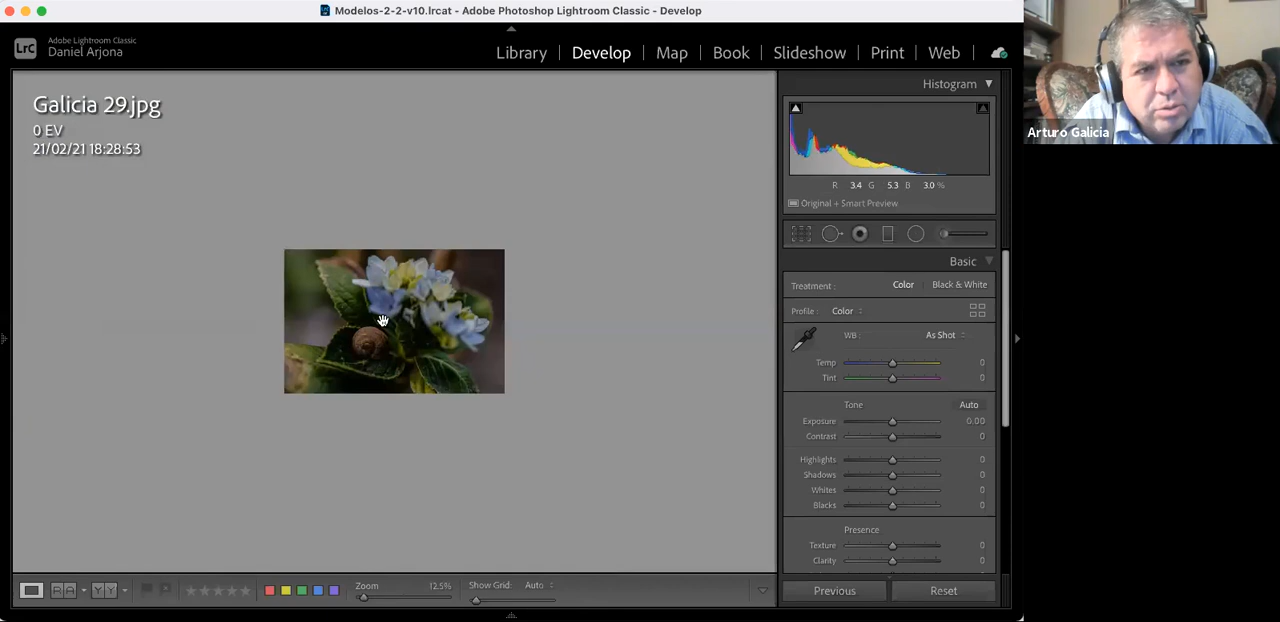 Modelos-2-2-v10.lrcat - Adobe Photoshop Lightroom Classic - Develop
LrC
Adobe Lightroom Classic
Daniel Arjona
Library
Develop
Map
Book
Slideshow
Print
Web
Galicia 29.jpg
0 EV
21/02/21 18:28:53
Histogram
R 3.4 G 5.3 B 3.0 %
Original + Smart Preview
Basic
Treatment : Color Black & White
Profile : Color
WB : As Shot
Temp 0
Tint 0
Tone Auto
Exposure 0.00
Contrast 0
Highlights 0
Shadows 0
Whites 0
Blacks 0
Presence
Texture 0
Clarity 0
Zoom 12.5%
Show Grid: Auto
Previous
Reset
Arturo Galicia